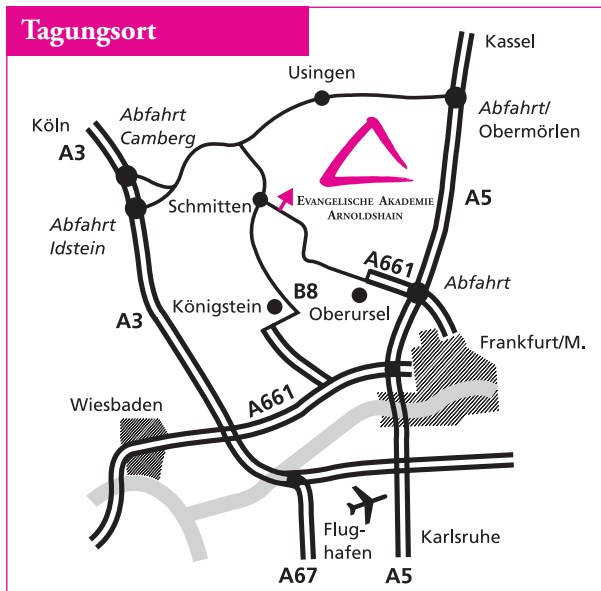 Tagungsort
Kassel
Usingen
Abfahrt/
Obermörlen
Abfahrt
Camberg
Köln
A3
A5
Schmitten
EVANGELISCHE AKADEMIE
ARNOLDSHAIN
Abfahrt
Idstein
A661
Abfahrt
B8
Königstein
Oberursel
A3
Frankfurt/M.
A661
Wiesbaden
Flug-
hafen
Karlsruhe
A67
A5